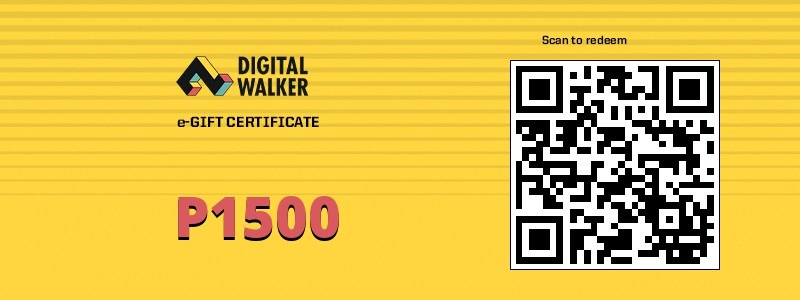 Scan to redeem
DIGITAL
WALKER
e-GIFT CERTIFICATE
P1500